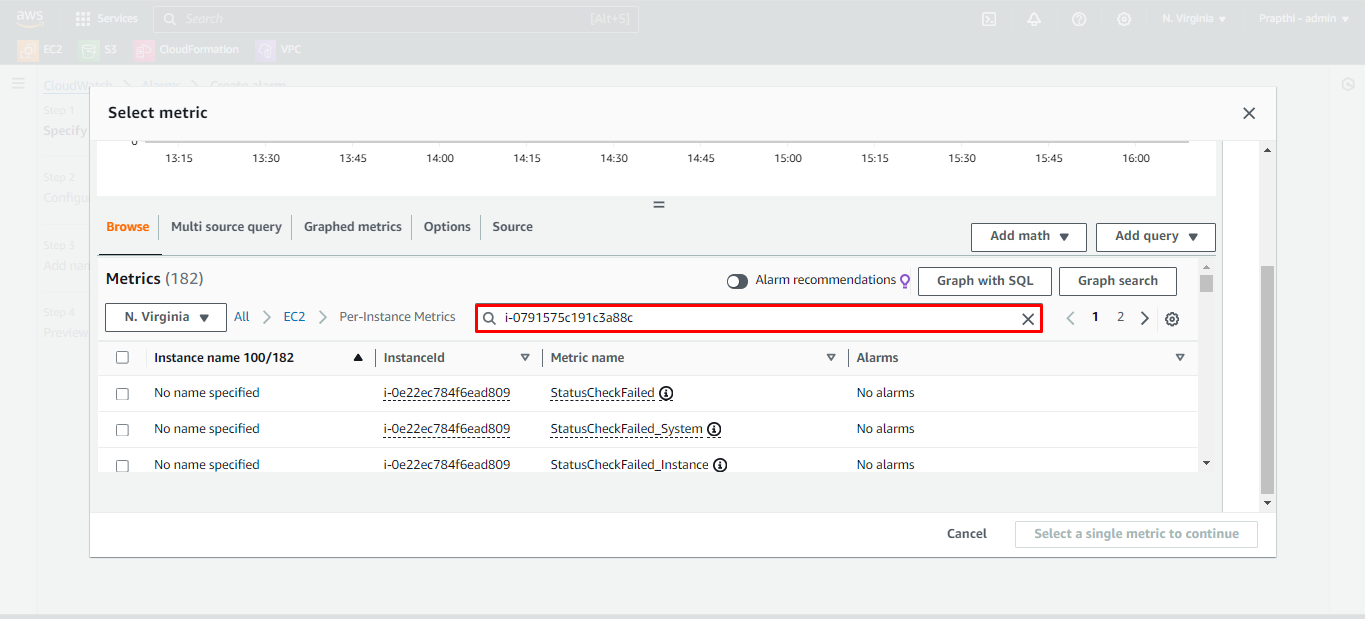 aws
Services
Search
[Alt+S]
N. Virginia
Prapthi - admin
EC2
S3
CloudFormation
VPC
CloudWatch
Alarms
Create alarm
Step 1
Specify
Step 2
Configu
Step 3
Add nam
Step 4
Preview
Select metric
0
13:15 13:30 13:45 14:00 14:15 14:30 14:45 15:00 15:15 15:30 15:45 16:00
Browse
Multi source query
Graphed metrics
Options
Source
Add math
Add query
Metrics (182)
Alarm recommendations
Graph with SQL
Graph search
N. Virginia
All
EC2
Per-Instance Metrics
i-0791575c191c3a88c
1 2
Instance name 100/182 InstanceId Metric name Alarms
No name specified i-0e22ec784f6ead809 StatusCheckFailed No alarms
No name specified i-0e22ec784f6ead809 StatusCheckFailed_System No alarms
No name specified i-0e22ec784f6ead809 StatusCheckFailed_Instance No alarms
Cancel
Select a single metric to continue